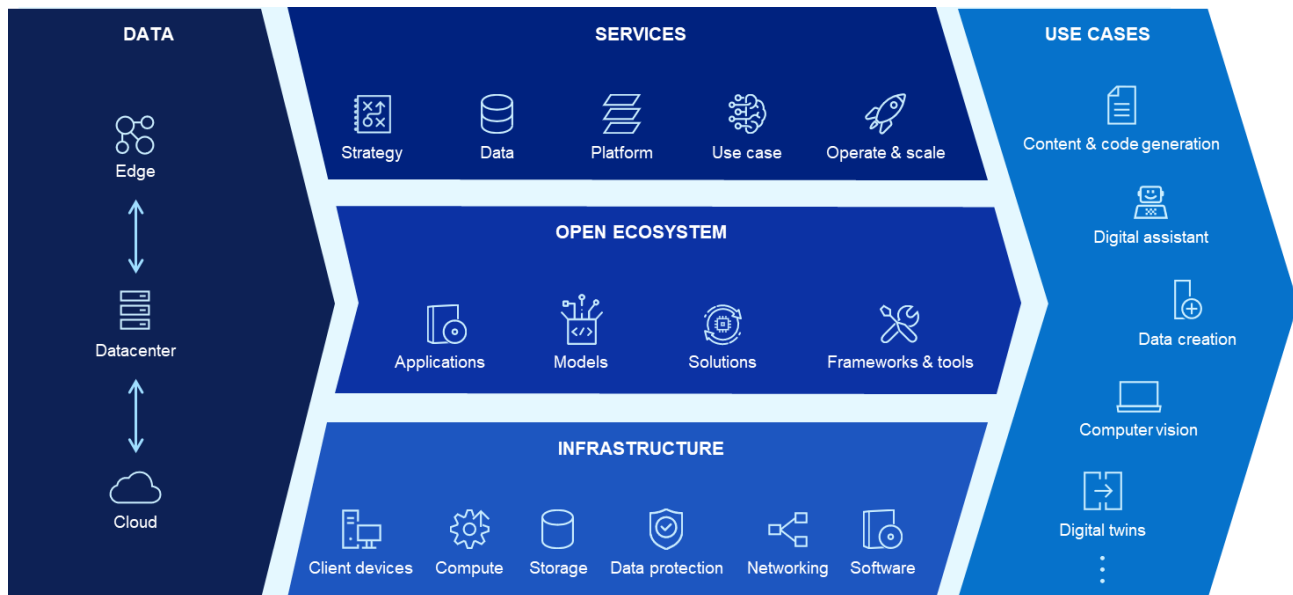 DATA
Edge
Datacenter
Cloud
SERVICES
Strategy
Data
Platform
Use case
Operate & scale
OPEN ECOSYSTEM
Applications
Models
Solutions
Frameworks & tools
INFRASTRUCTURE
Client devices
Compute
Storage
Data protection
Networking
Software
USE CASES
Content & code generation
Digital assistant
Data creation
Computer vision
Digital twins